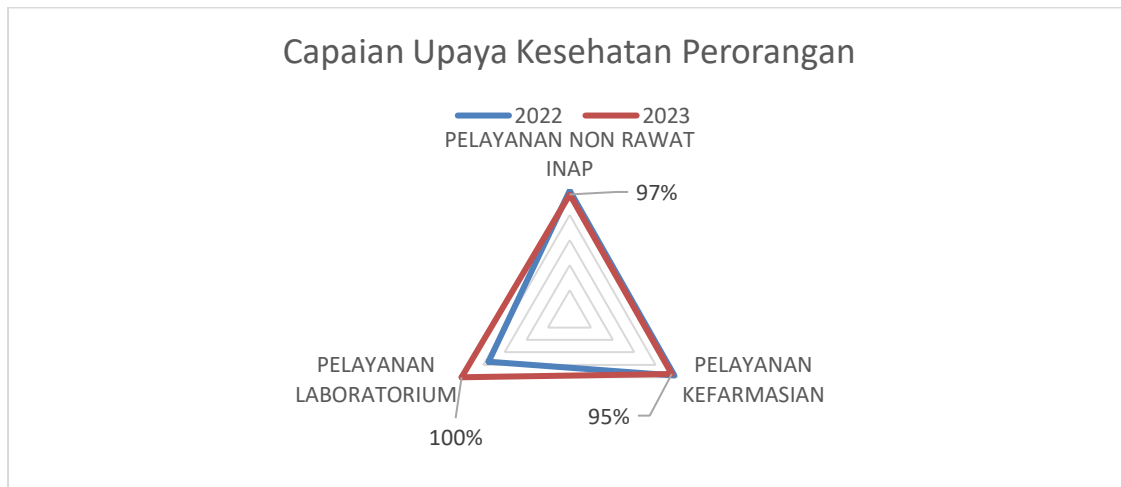 Capaian Upaya Kesehatan Perorangan
2022 2023
PELAYANAN NON RAWAT
INAP
97%
PELAYANAN
KEFARMASIAN
95%
PELAYANAN
LABORATORIUM
100%